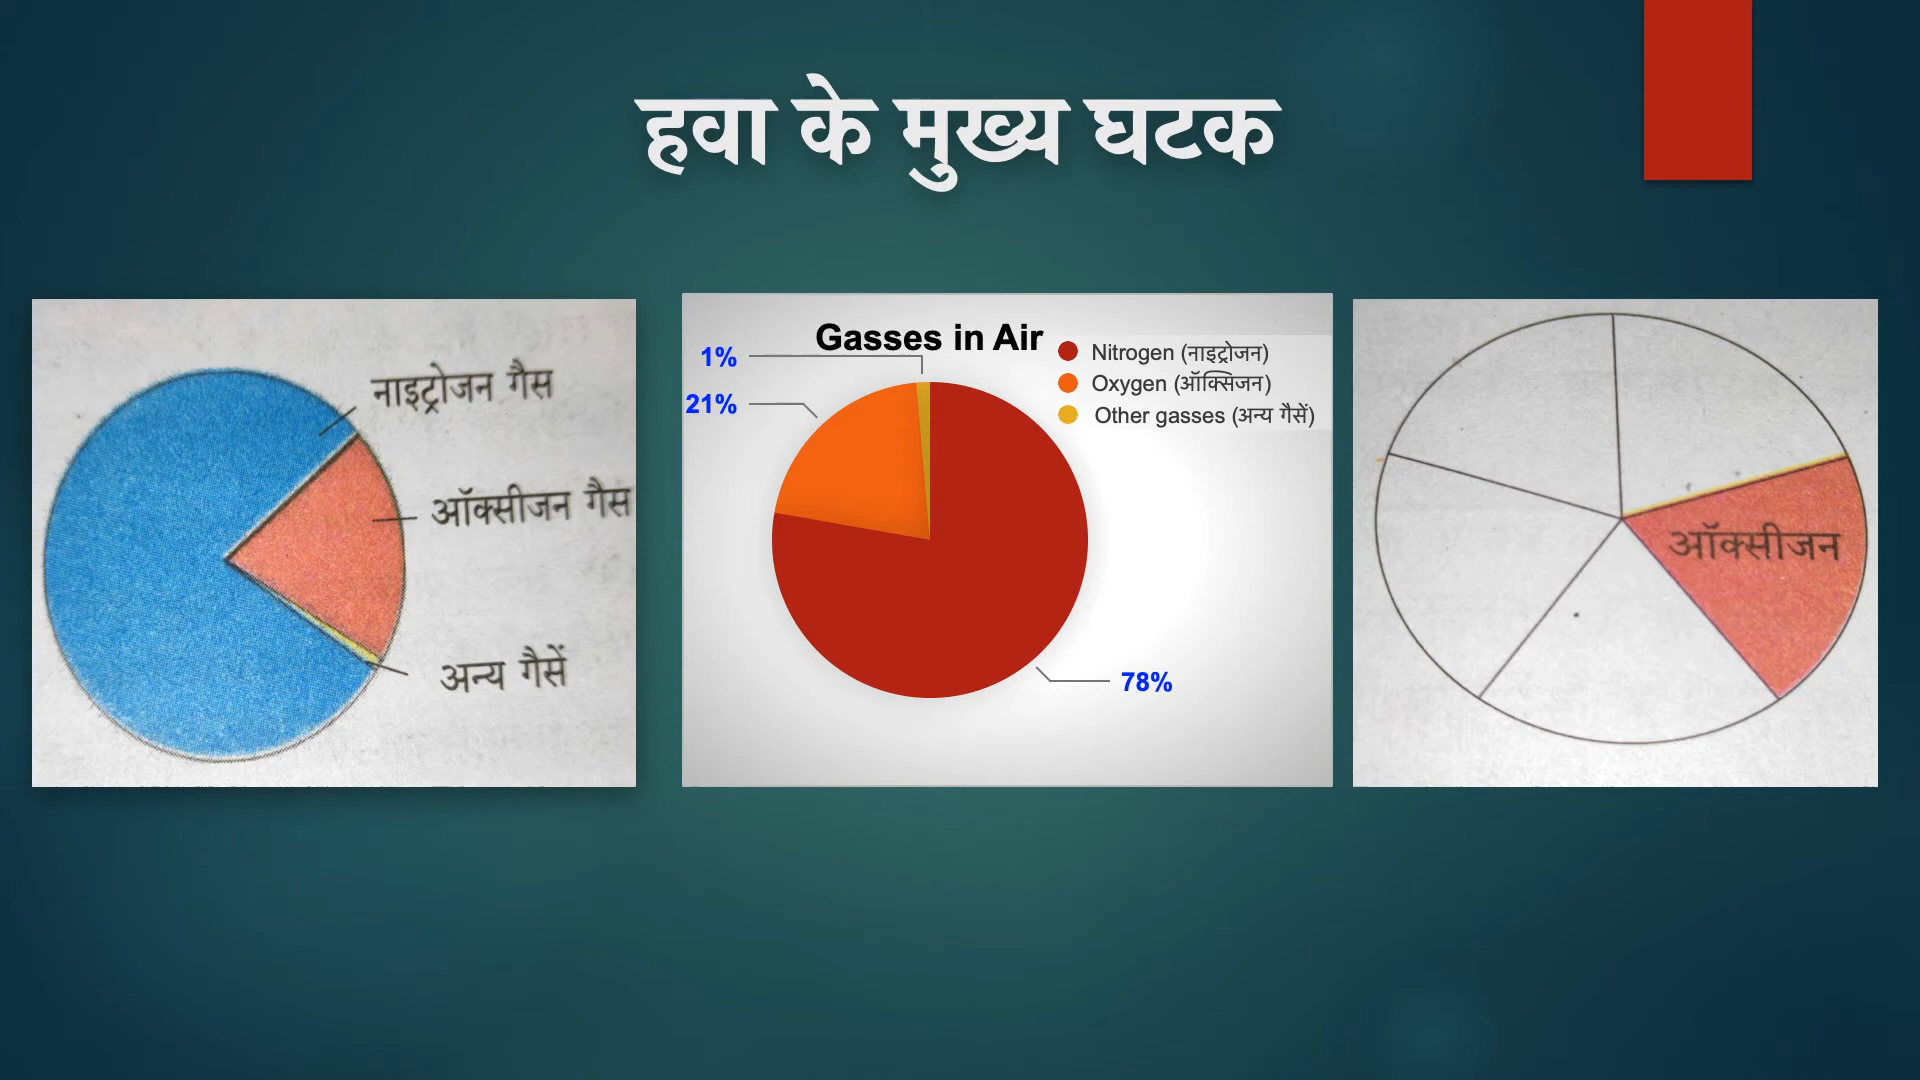 हवा के मुख्य घटक
नाइट्रोजन गैस
ऑक्सीजन गैस
अन्य गैसें
Gasses in Air
1%
21%
78%
Nitrogen (नाइट्रोजन)
Oxygen (ऑक्सिजन)
Other gasses (अन्य गैसें)
ऑक्सीजन